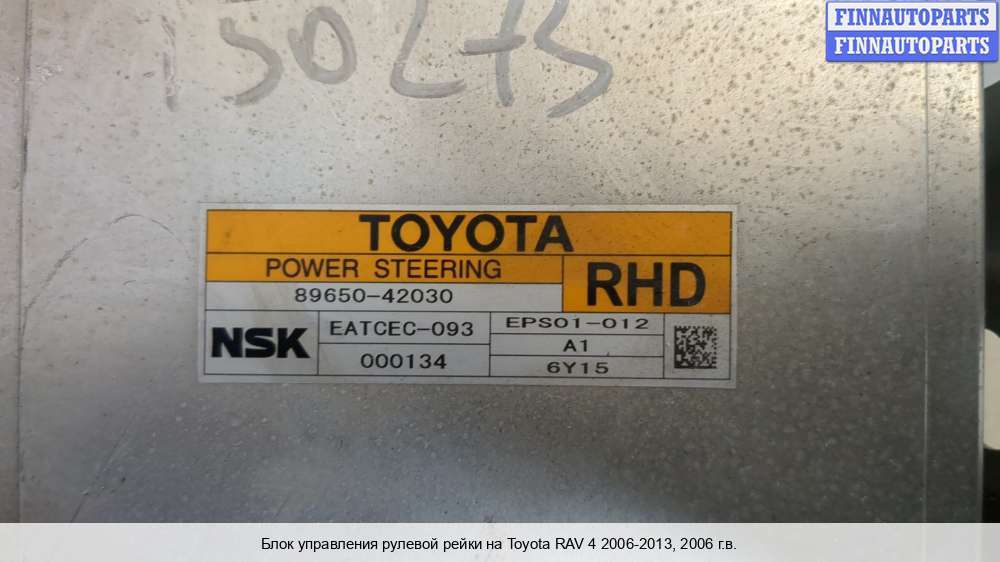 FINNAUTOPARTS
FINNAUTOPARTS
TOYOTA
POWER STEERING
RHD
89650-42030
NSK
EATCEC-093
000134
EPS01-012
A1
6Y15
Блок управления рулевой рейки на Toyota RAV 4 2006-2013, 2006 г.в.